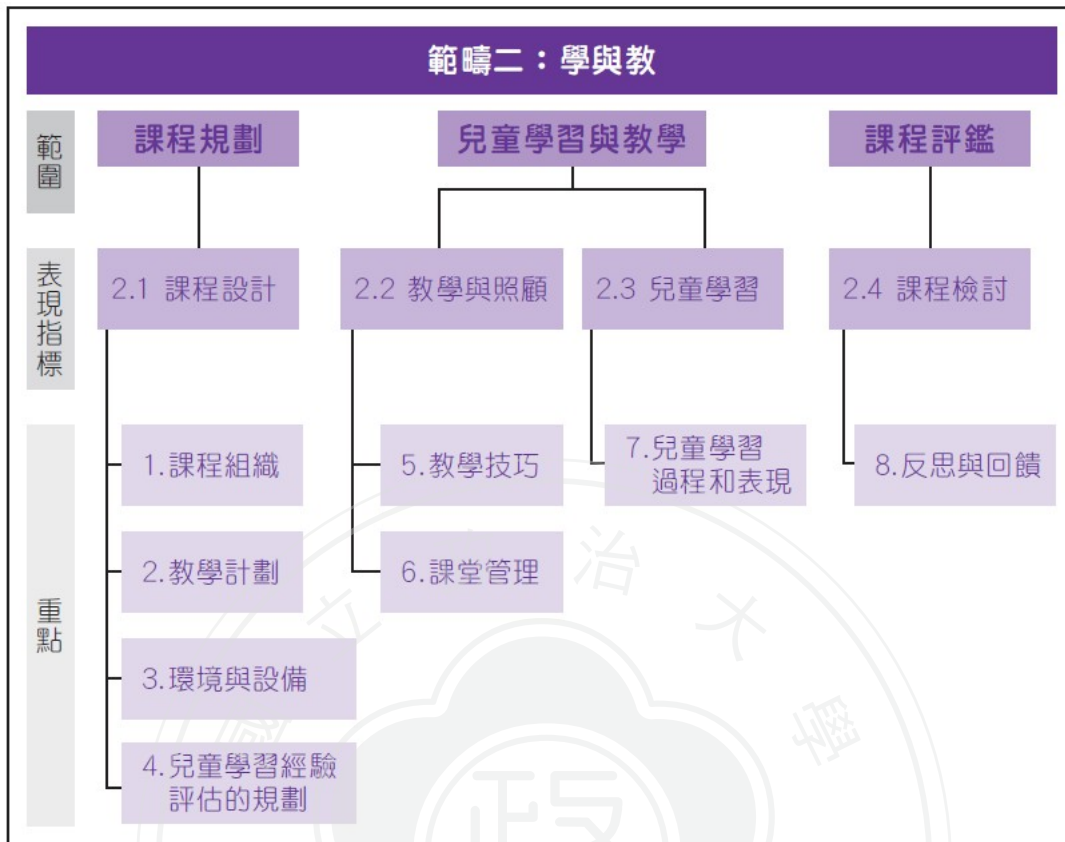 範疇二：學與教
範圍
課程規劃
兒童學習與教學
課程評鑑
表現指標
2.1 課程設計
2.2 教學與照顧
2.3 兒童學習
2.4 課程檢討
重點
1.課程組織
5.教學技巧
7.兒童學習
過程和表現
8.反思與回饋
2.教學計劃
6.課堂管理
3.環境與設備
4.兒童學習經驗
評估的規劃
國立治大學